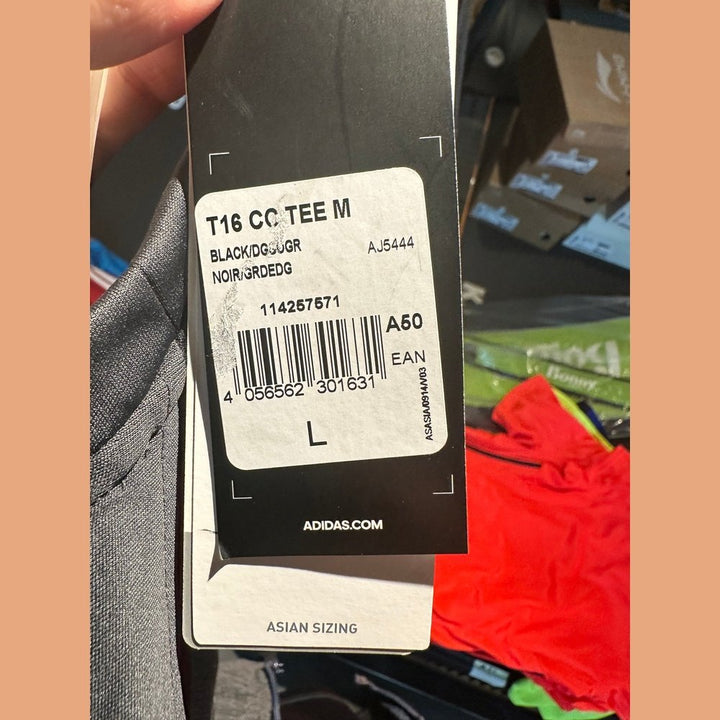 T16 CC TEE M
BLACK/DGSOGR
AJ5444
NOIR/GRDEDG
114257571
A50
EAN
4 056562 301631
L
ASASIA/0914/V03
ADIDAS.COM
ASIAN SIZING
Bonny